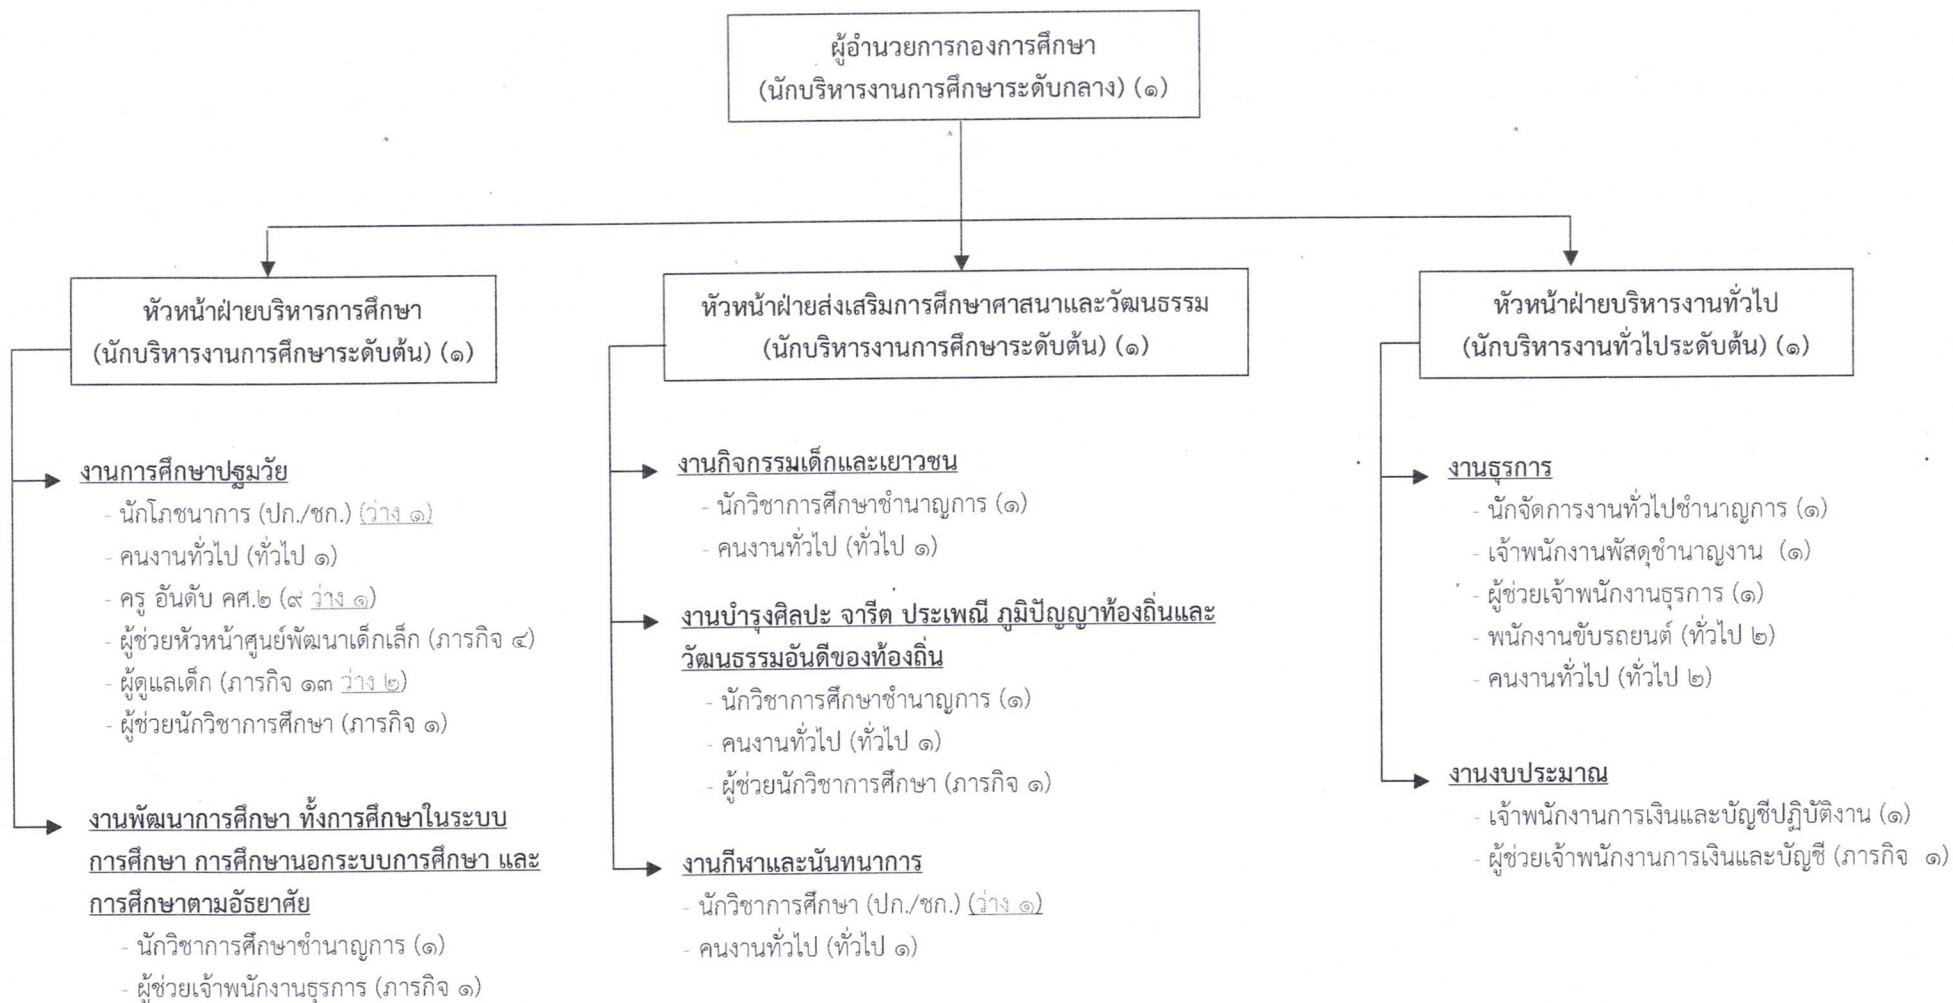 ผู้อำนวยการกองการศึกษา
(นักบริหารงานการศึกษาระดับกลาง) (๑)
หัวหน้าฝ่ายบริหารการศึกษา
(นักบริหารงานการศึกษาระดับต้น) (๑)
งานการศึกษาปฐมวัย
- นักโภชนาการ (ปก./ชก.) (ว่าง ๑)
- คนงานทั่วไป (ทั่วไป ๑)
- ครู อันดับ คศ.๒ (๙ ว่าง ๑)
- ผู้ช่วยหัวหน้าศูนย์พัฒนาเด็กเล็ก (ภารกิจ ๔)
- ผู้ดูแลเด็ก (ภารกิจ ๑๓ ว่าง ๒)
- ผู้ช่วยนักวิชาการศึกษา (ภารกิจ ๑)
งานพัฒนาการศึกษา ทั้งการศึกษาในระบบ
การศึกษา การศึกษานอกระบบการศึกษา และ
การศึกษาตามอัธยาศัย
- นักวิชาการศึกษาชำนาญการ (๑)
- ผู้ช่วยเจ้าพนักงานธุรการ (ภารกิจ ๑)
หัวหน้าฝ่ายส่งเสริมการศึกษาศาสนาและวัฒนธรรม
(นักบริหารงานการศึกษาระดับต้น) (๑)
งานกิจกรรมเด็กและเยาวชน
- นักวิชาการศึกษาชำนาญการ (๑)
- คนงานทั่วไป (ทั่วไป ๑)
งานบำรุงศิลปะ จารีต ประเพณี ภูมิปัญญาท้องถิ่นและ
วัฒนธรรมอันดีของท้องถิ่น
- นักวิชาการศึกษาชำนาญการ (๑)
- คนงานทั่วไป (ทั่วไป ๑)
- ผู้ช่วยนักวิชาการศึกษา (ภารกิจ ๑)
งานกีฬาและนันทนาการ
- นักวิชาการศึกษา (ปก./ชก.) (ว่าง ๑)
- คนงานทั่วไป (ทั่วไป ๑)
หัวหน้าฝ่ายบริหารงานทั่วไป
(นักบริหารงานทั่วไประดับต้น) (๑)
งานธุรการ
- นักจัดการงานทั่วไปชำนาญการ (๑)
- เจ้าพนักงานพัสดุชำนาญงาน (๑)
- ผู้ช่วยเจ้าพนักงานธุรการ (๑)
- พนักงานขับรถยนต์ (ทั่วไป ๒)
- คนงานทั่วไป (ทั่วไป ๒)
งานงบประมาณ
- เจ้าพนักงานการเงินและบัญชีปฏิบัติงาน (๑)
- ผู้ช่วยเจ้าพนักงานการเงินและบัญชี (ภารกิจ ๑)